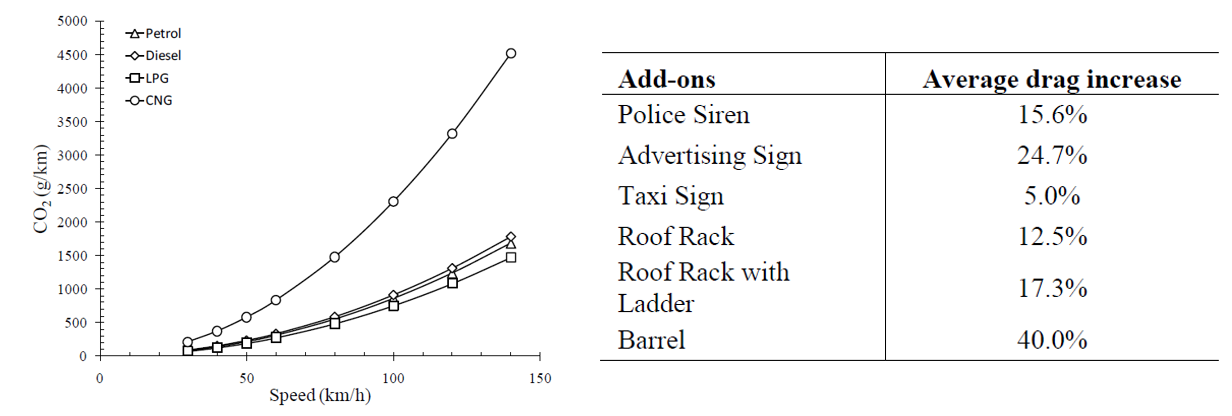 5000
4500
4000
3500
3000
2500
2000
1500
1000
500
0
CO2 (g/km)
Petrol
Diesel
LPG
CNG
0 50 100 150
Speed (km/h)
Add-ons Average drag increase
Police Siren 15.6%
Advertising Sign 24.7%
Taxi Sign 5.0%
Roof Rack 12.5%
Roof Rack with
Ladder 17.3%
Barrel 40.0%